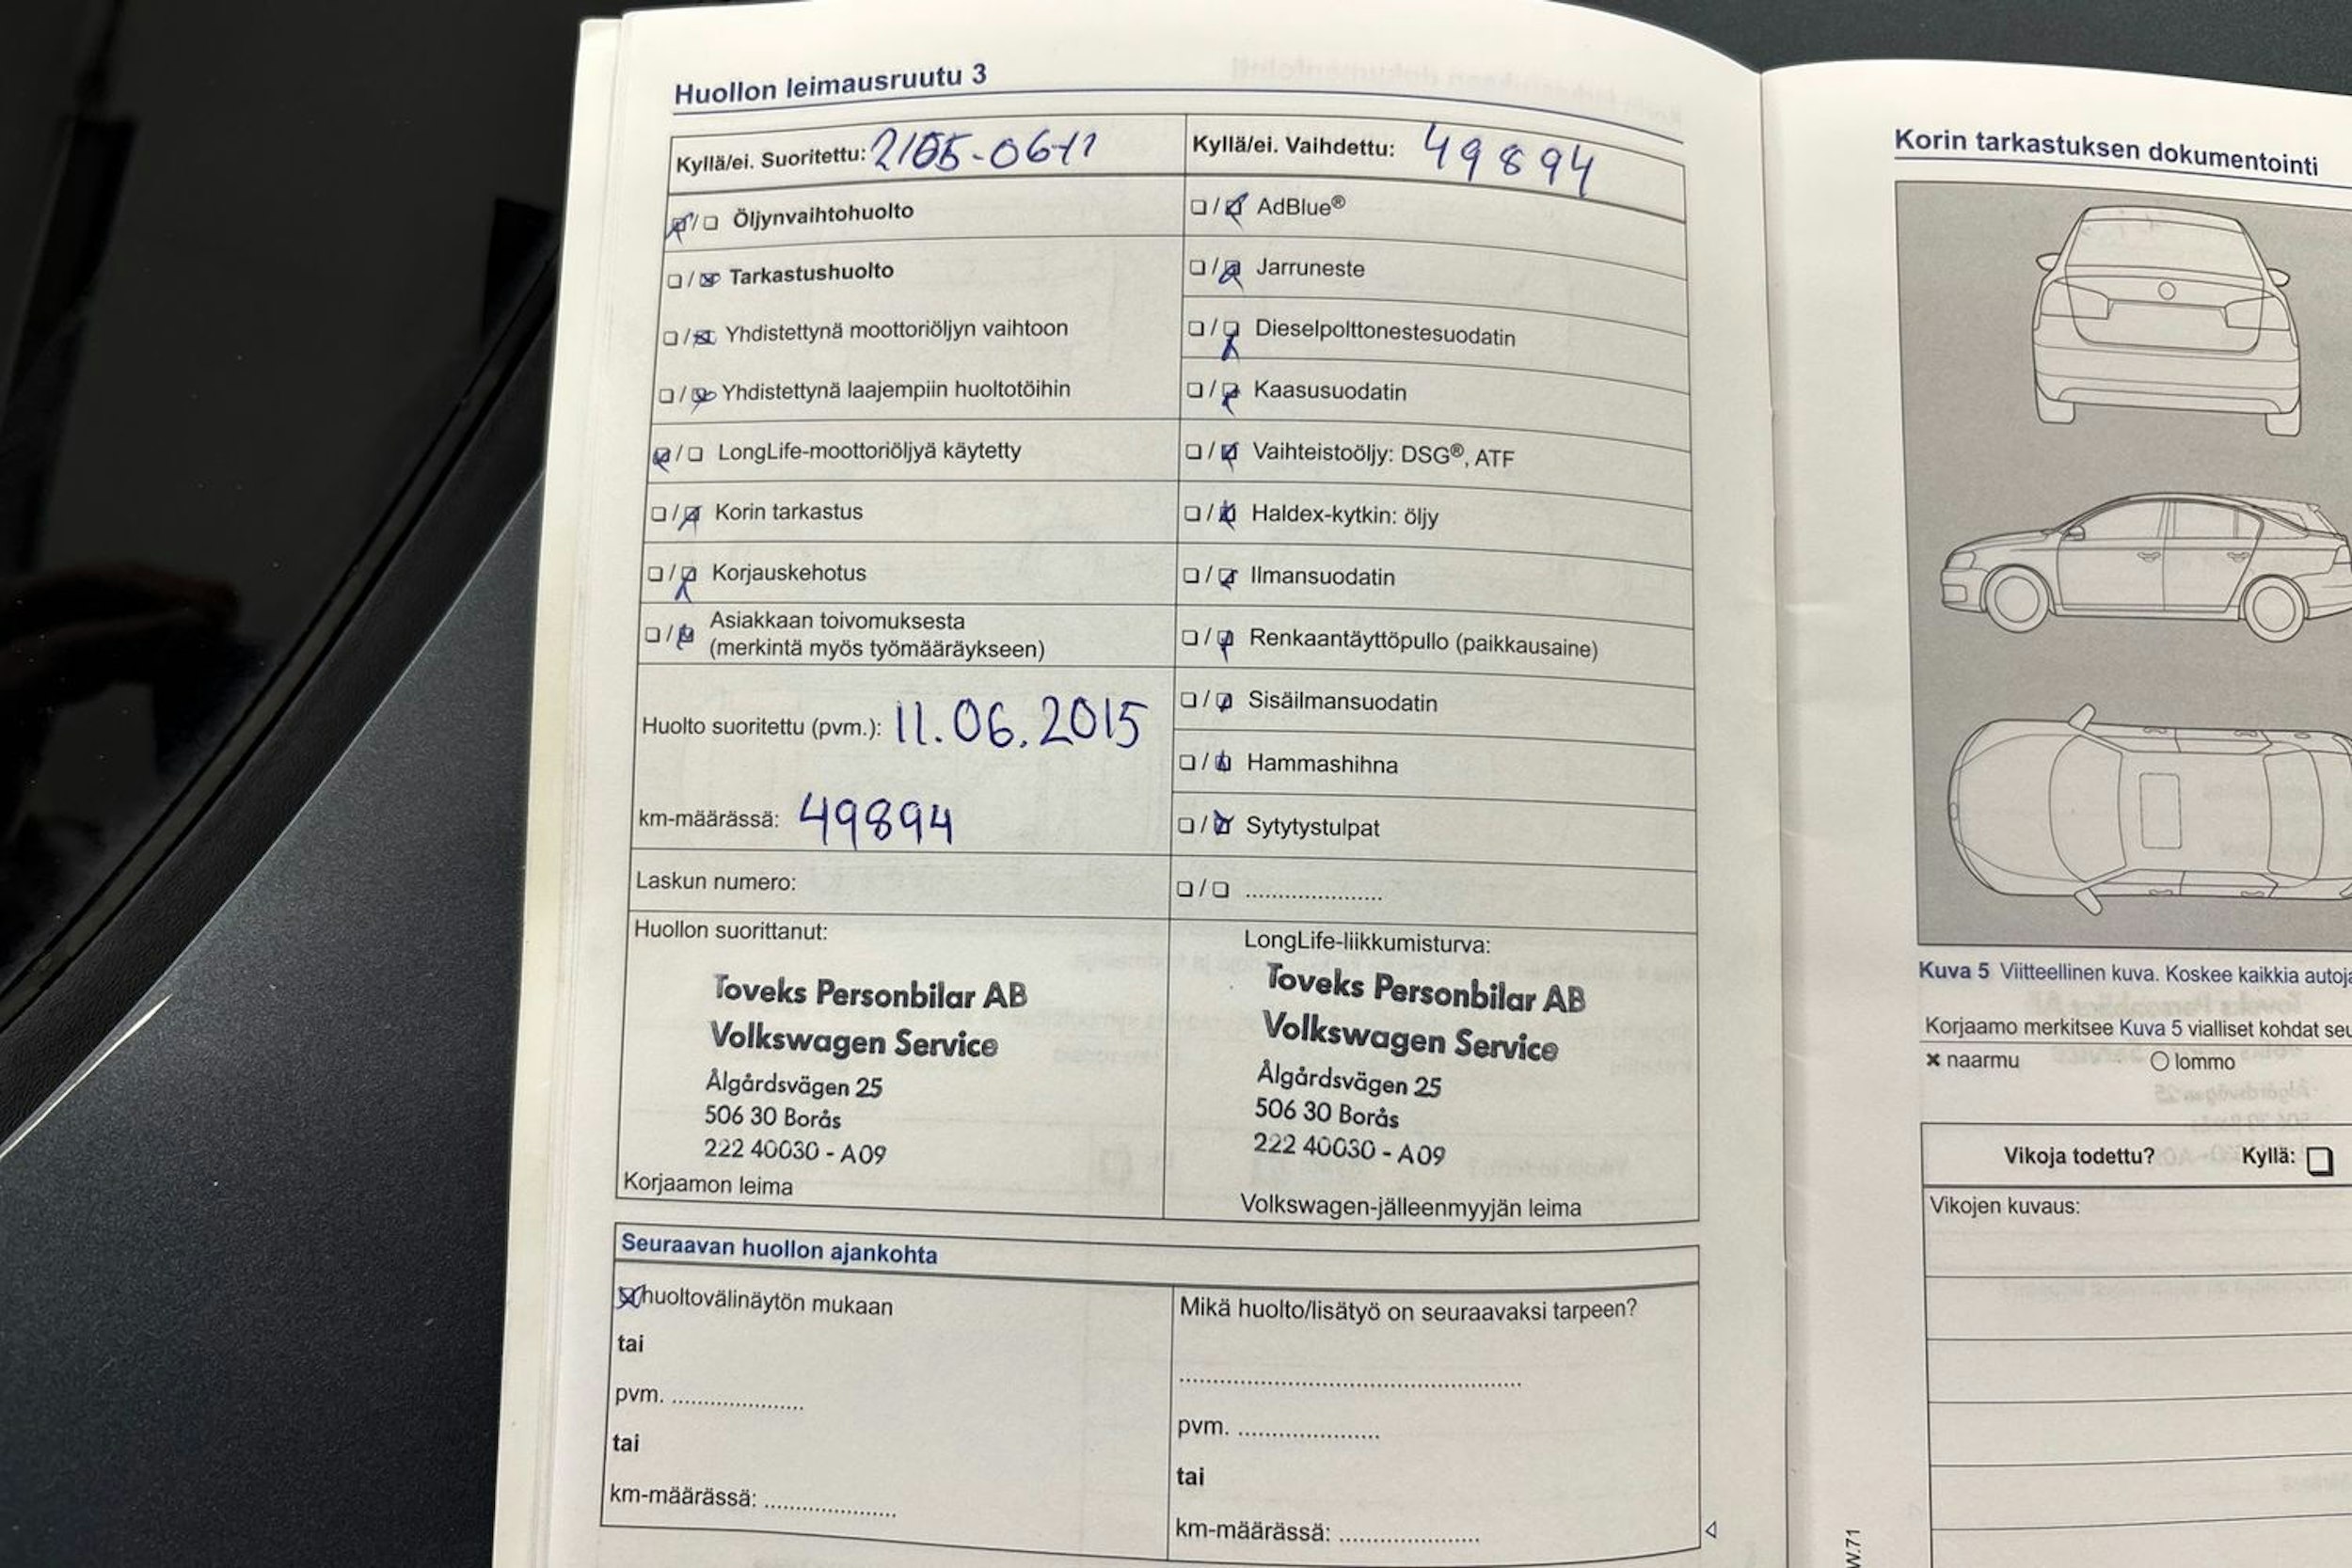 Huollon leimausruutu 3
Kyllä/ei. Suoritettu: 2105-06-11
☒/☐ Öljynvaihtohuolto
☐/☒ Tarkastushuolto
☐/☒ Yhdistettynä moottoriöljyn vaihtoon
☐/☒ Yhdistettynä laajempiin huoltotöihin
☒/☐ LongLife-moottoriöljyä käytetty
☐/☒ Korin tarkastus
☐/☒ Korjauskehotus
☐/☒ Asiakkaan toivomuksesta
(merkintä myös työmääräykseen)
Huolto suoritettu (pvm.): 11.06.2015
km-määrässä: 49894
Laskun numero:
Huollon suorittanut:
Toveks Personbilar AB
Volkswagen Service
Ålgårdsvägen 25
506 30 Borås
222 40030 - A09
Korjaamon leima
Kyllä/ei. Vaihdettu: 49894
☐/☒ AdBlue®
☐/☒ Jarruneste
☐/☒ Dieselpolttonestesuodatin
☐/☒ Kaasusuodatin
☐/☒ Vaihteistoöljy: DSG®, ATF
☐/☒ Haldex-kytkin: öljy
☐/☒ Ilmansuodatin
☐/☒ Renkaantäyttöpullo (paikkausaine)
☐/☒ Sisäilmansuodatin
☐/☒ Hammashihna
☐/☒ Sytytystulpat
☐/☐ ......................
LongLife-liikkumisturva:
Toveks Personbilar AB
Volkswagen Service
Ålgårdsvägen 25
506 30 Borås
222 40030 - A09
Volkswagen-jälleenmyyjän leima
Seuraavan huollon ajankohta
☒ huoltovälinäytön mukaan
tai
pvm. ......................
tai
km-määrässä: ......................
Mikä huolto/lisätyö on seuraavaksi tarpeen?
......................................................
pvm. ......................
tai
km-määrässä: ......................
Korin tarkastuksen dokumentointi
Kuva 5 Viitteellinen kuva. Koskee kaikkia
Korjaamo merkitsee Kuva 5 vialliset kohdat
× naarmu ○ lommo
Vikoja todettu? Kyllä: ☐
Vikojen kuvaus: